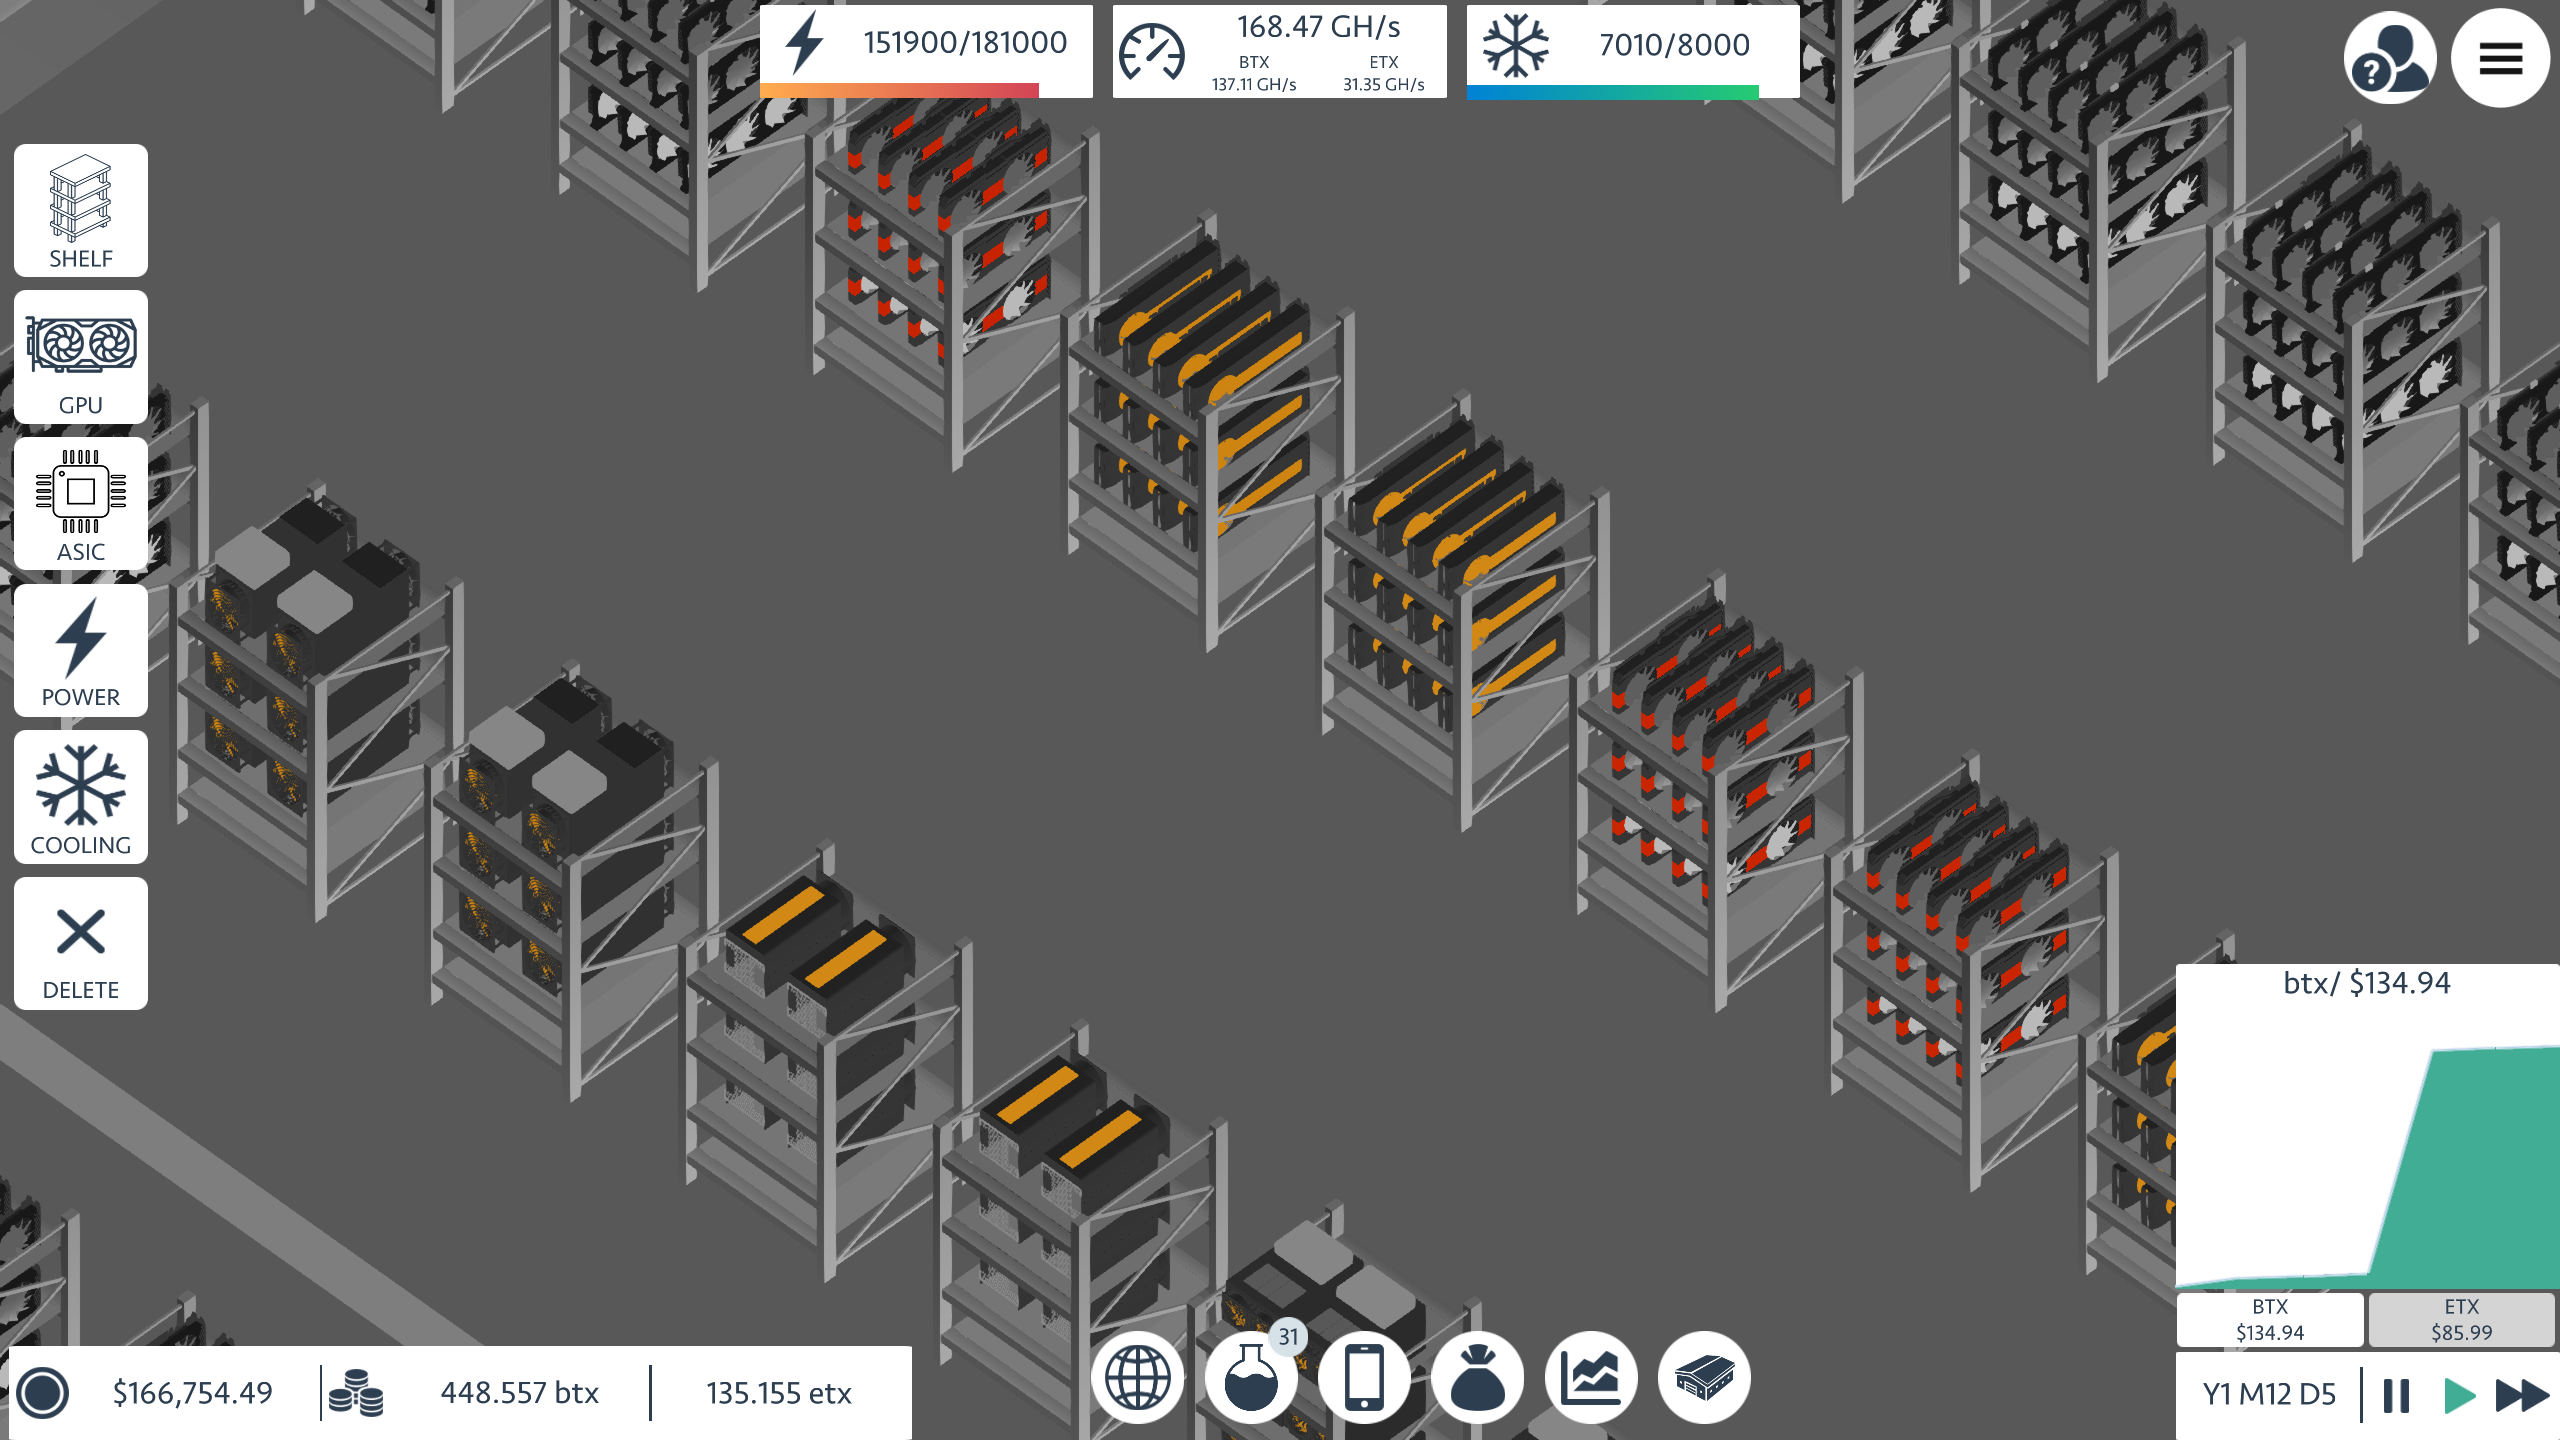 151900/181000
168.47 GH/s
BTX
ETX
137.11 GH/s
31.35 GH/s
7010/8000
?
SHELF
GPU
ASIC
POWER
COOLING
DELETE
btx/ $134.94
BTX
$134.94
ETX
$85.99
31
$166,754.49
448.557 btx
135.155 etx
Y1 M12 D5